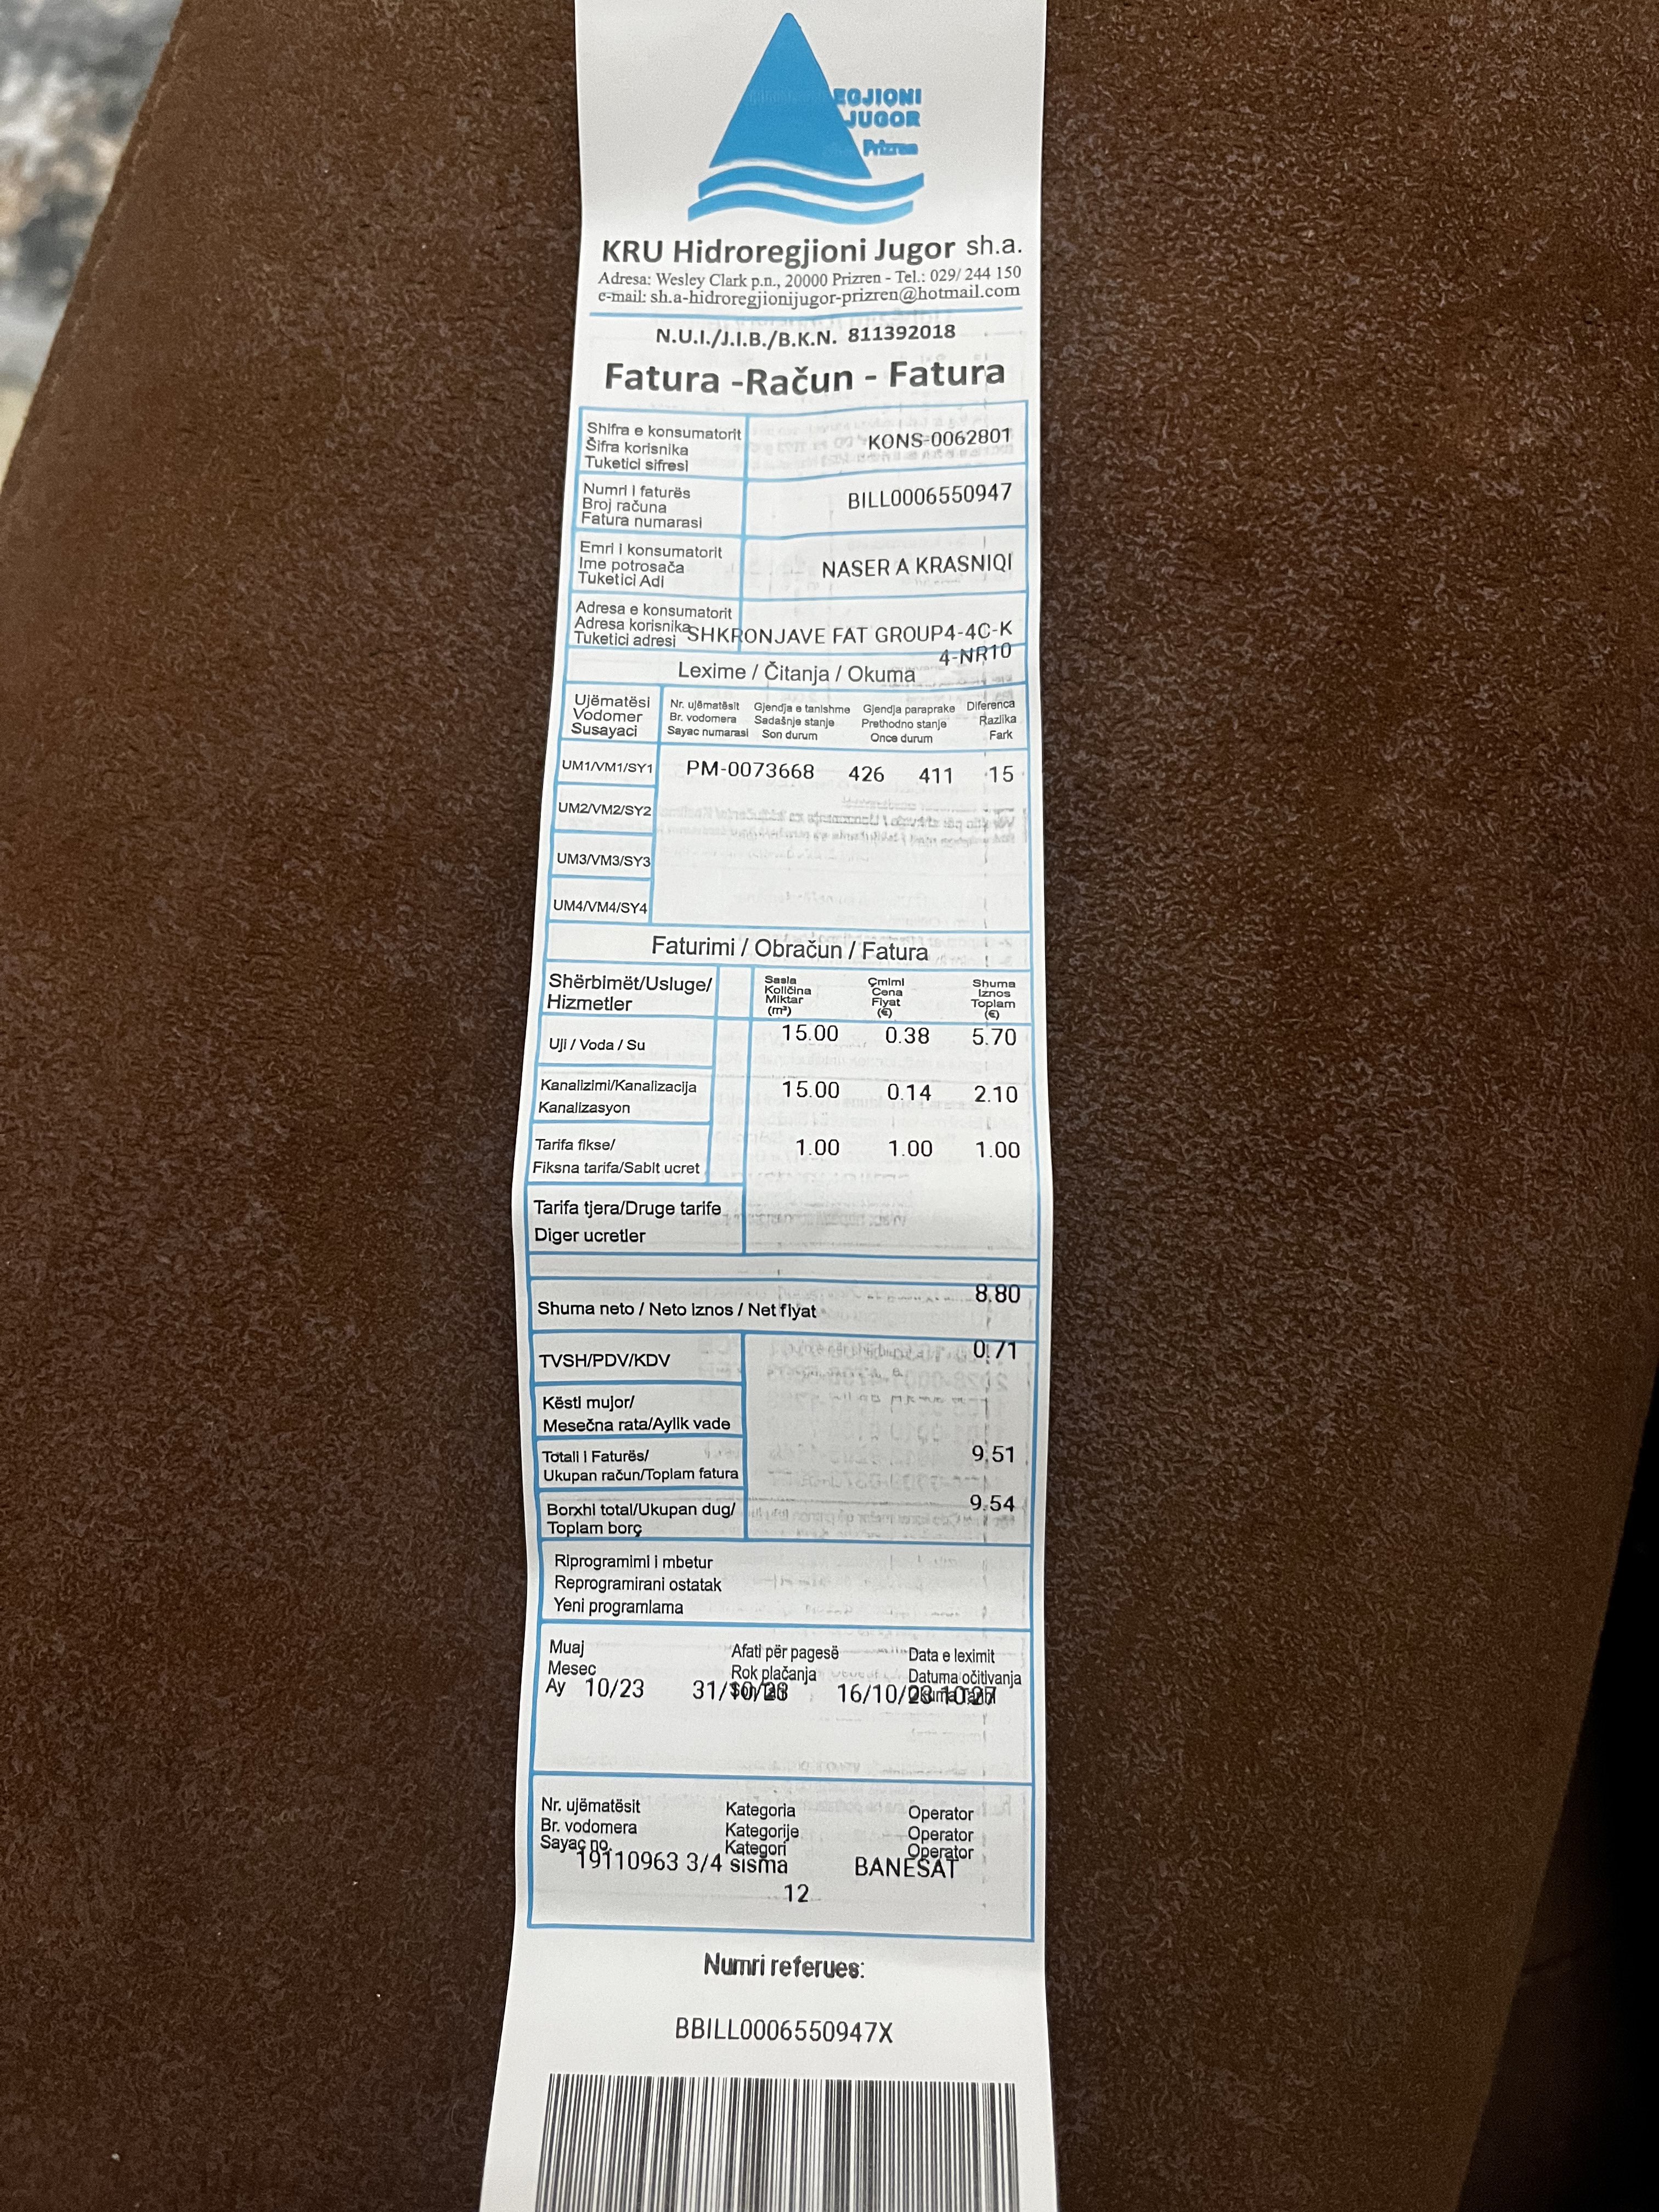 EGJIONI
JUGOR
Prizren
KRU Hidroregjioni Jugor sh.a.
Adresa: Wesley Clark p.n., 20000 Prizren - Tel.: 029/ 244 150
e-mail: sh.a-hidroregjionijugor-prizren@hotmail.com
N.U.I./J.I.B./B.K.N. 811392018
Fatura -Račun - Fatura
Shifra e konsumatorit
Šifra korisnika
Tuketici sifresi
KONS-0062801
Numri i faturës
Broj računa
Fatura numarasi
BILL0006550947
Emri i konsumatorit
Ime potrosača
Tuketici Adi
NASER A KRASNIQI
Adresa e konsumatorit
Adresa korisnika
Tuketici adresi
SHKRONJAVE FAT GROUP4-4C-K
4-NR10
Lexime / Čitanja / Okuma
Ujëmatësi
Vodomer
Susayaci
Nr. ujëmatësit
Br. vodomera
Sayac numarasi
Gjendja e tanishme
Sadašnje stanje
Son durum
Gjendja paraprake
Prethodno stanje
Once durum
Diferenca
Razlika
Fark
UM1/VM1/SY1 PM-0073668 426 411 15
UM2/VM2/SY2
UM3/VM3/SY3
UM4/VM4/SY4
Faturimi / Obračun / Fatura
Shërbimët/Usluge/
Hizmetler
Sasia
Količina
Miktar
(m³)
Çmimi
Cena
Fiyat
(€)
Shuma
Iznos
Toplam
(€)
Uji / Voda / Su 15.00 0.38 5.70
Kanalizimi/Kanalizacija
Kanalizasyon
15.00 0.14 2.10
Tarifa fikse/
Fiksna tarifa/Sabit ucret
1.00 1.00 1.00
Tarifa tjera/Druge tarife
Diger ucretler
Shuma neto / Neto iznos / Net fiyat 8.80
TVSH/PDV/KDV 0.71
Kësti mujor/
Mesečna rata/Aylik vade
Totali i Faturës/
Ukupan račun/Toplam fatura
9.51
Borxhi total/Ukupan dug/
Toplam borç
9.54
Riprogramimi i mbetur
Reprogramirani ostatak
Yeni programlama
Muaj
Mesec
Ay 10/23
Afati për pagesë
Rok plačanja
31/10/23
Data e leximit
Datuma očitivanja
16/10/23 10:27
Nr. ujëmatësit
Br. vodomera
Sayaç no.
Kategoria
Kategorije
Kategori
Operator
Operator
Operator
19110963 3/4 sisma BANESAT
12
Numri referues:
BBILL0006550947X